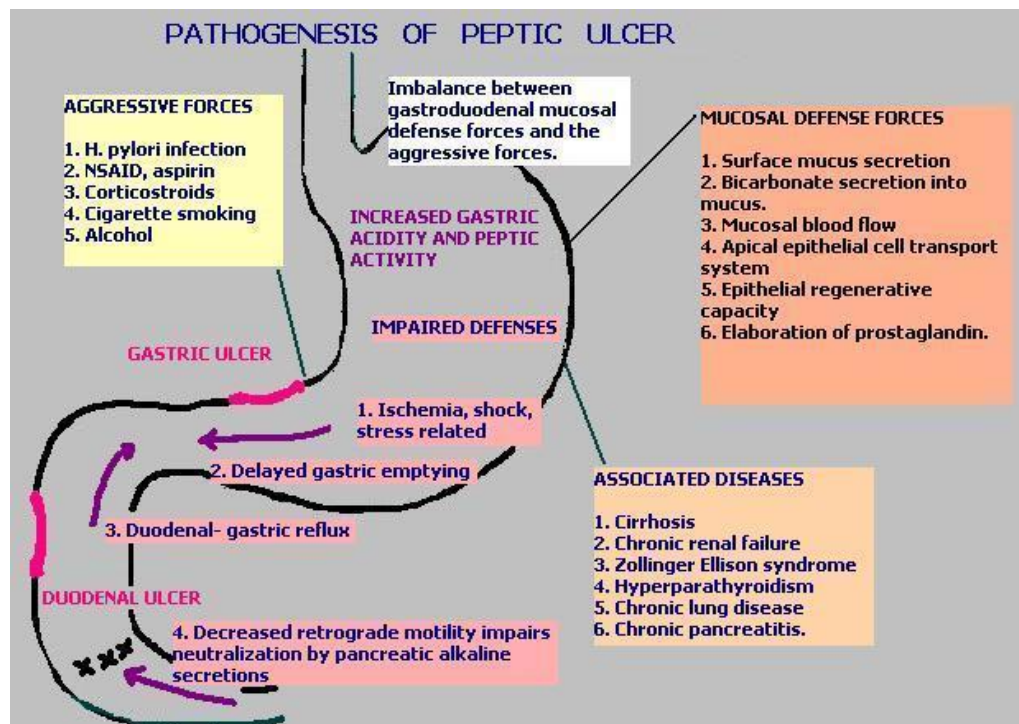 PATHOGENESIS OF PEPTIC ULCER
Imbalance between
gastroduodenal mucosal
defense forces and the
aggressive forces.
AGGRESSIVE FORCES
1. H. pylori infection
2. NSAID, aspirin
3. Corticostroids
4. Cigarette smoking
5. Alcohol
MUCOSAL DEFENSE FORCES
1. Surface mucus secretion
2. Bicarbonate secretion into
mucus.
3. Mucosal blood flow
4. Apical epithelial cell transport
system
5. Epithelial regenerative
capacity
6. Elaboration of prostaglandin.
INCREASED GASTRIC
ACIDITY AND PEPTIC
ACTIVITY
IMPAIRED DEFENSES
GASTRIC ULCER
1. Ischemia, shock,
stress related
2. Delayed gastric emptying
3. Duodenal- gastric reflux
DUODENAL ULCER
4. Decreased retrograde motility impairs
neutralization by pancreatic alkaline
secretions
ASSOCIATED DISEASES
1. Cirrhosis
2. Chronic renal failure
3. Zollinger Ellison syndrome
4. Hyperparathyroidism
5. Chronic lung disease
6. Chronic pancreatitis.